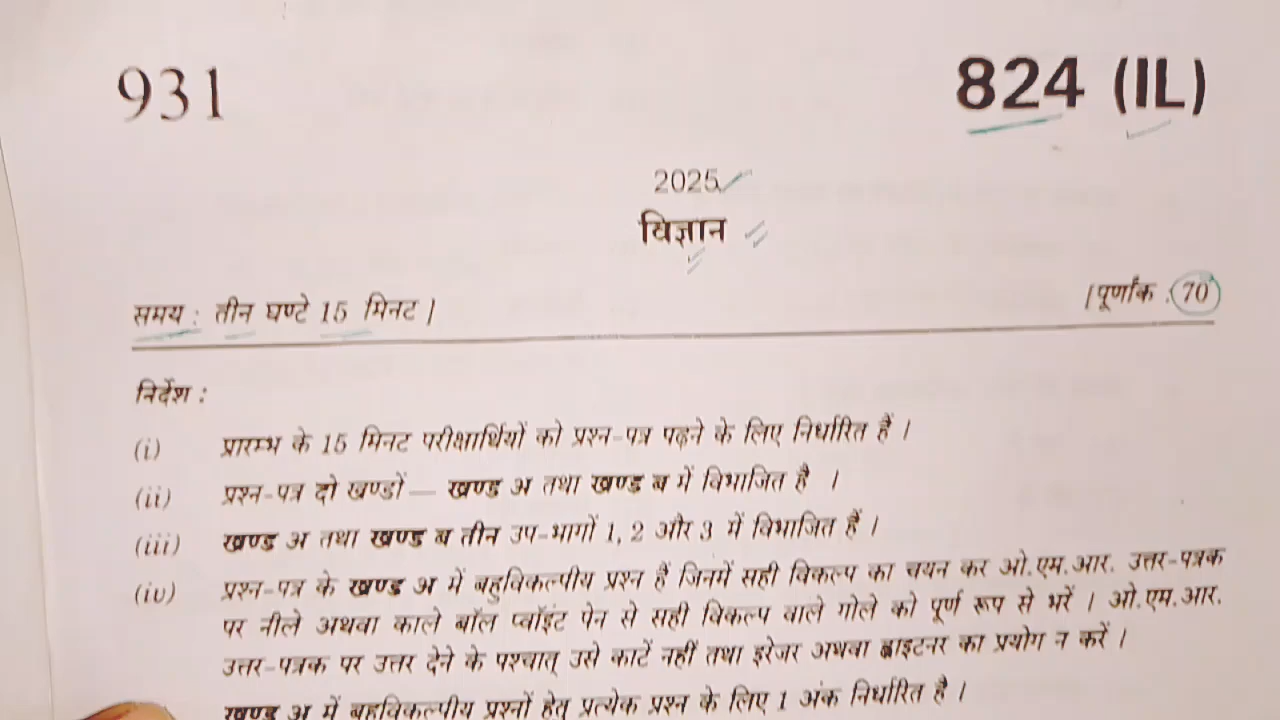 931
824 (IL)
2025
विज्ञान
समय : तीन घण्टे 15 मिनट ]
[ पूर्णांक : 70
निर्देश :
(i) प्रारम्भ के 15 मिनट परीक्षार्थियों को प्रश्न-पत्र पढ़ने के लिए निर्धारित हैं ।
(ii) प्रश्न-पत्र दो खण्डों — खण्ड अ तथा खण्ड ब में विभाजित है ।
(iii) खण्ड अ तथा खण्ड ब तीन उप-भागों 1, 2 और 3 में विभाजित हैं ।
(iv) प्रश्न-पत्र के खण्ड अ में बहुविकल्पीय प्रश्न हैं जिनमें सही विकल्प का चयन कर ओ.एम.आर. उत्तर-पत्रक
पर नीले अथवा काले बॉल प्वॉइंट पेन से सही विकल्प वाले गोले को पूर्ण रूप से भरें । ओ.एम.आर.
उत्तर-पत्रक पर उत्तर देने के पश्चात् उसे काटें नहीं तथा इरेजर अथवा ह्वाइटनर का प्रयोग न करें ।
खण्ड अ में बहुविकल्पीय प्रश्नों हेतु प्रत्येक प्रश्न के लिए 1 अंक निर्धारित है ।